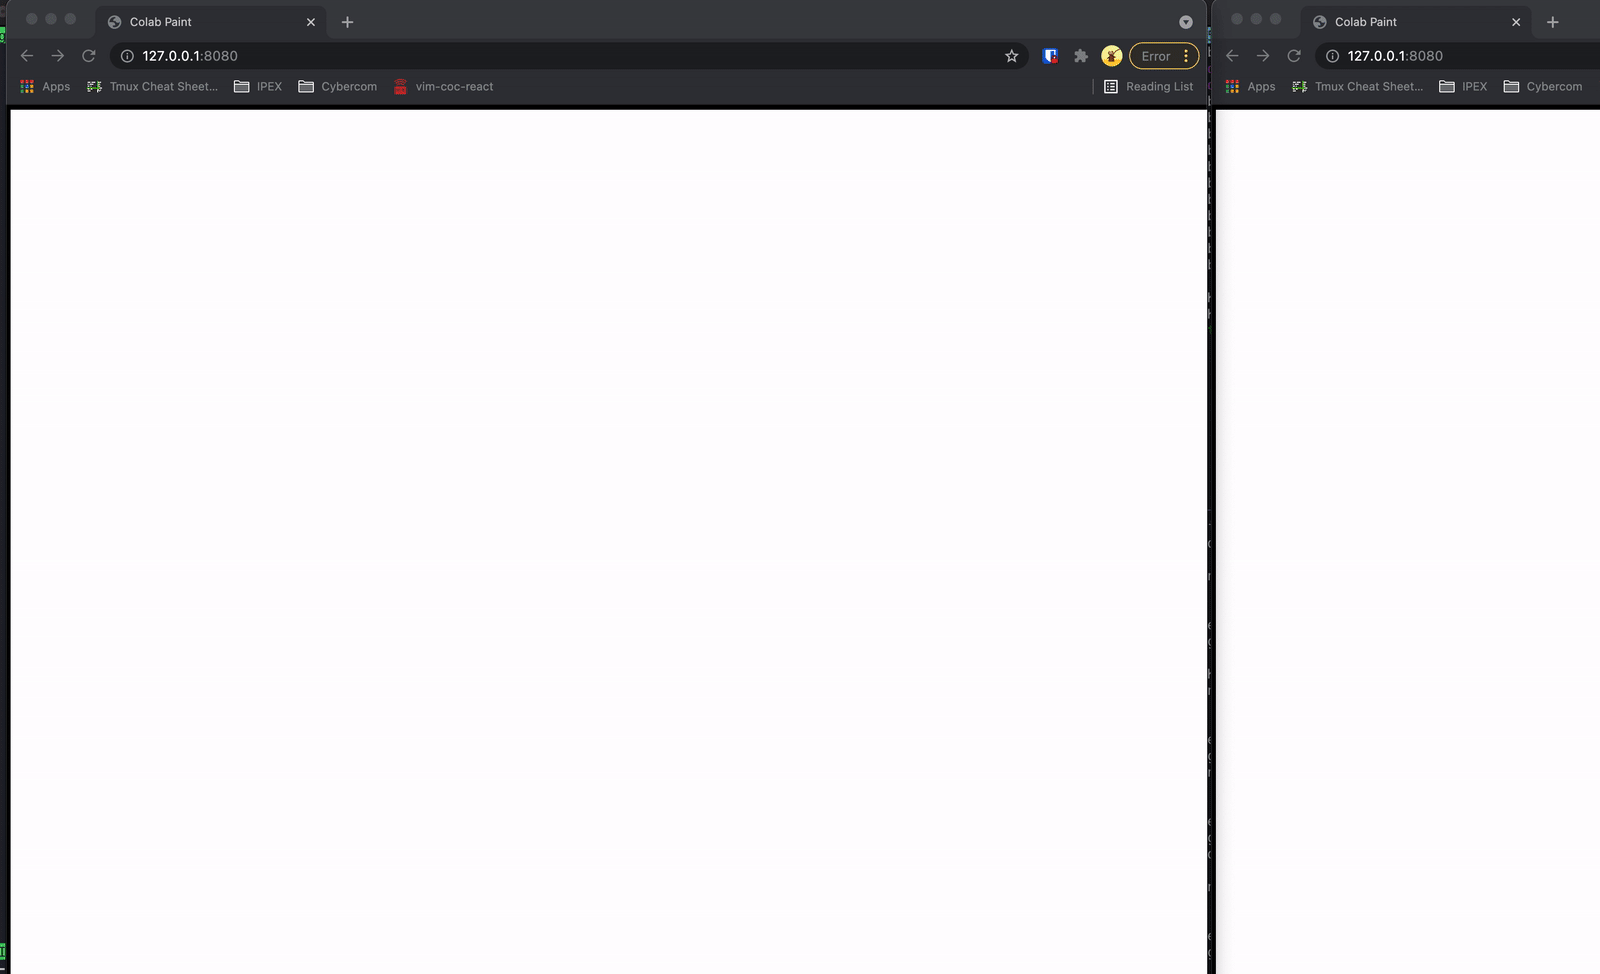 Colab Paint
127.0.0.1:8080
Error
Apps
Tmux Cheat Sheet...
IPEX
Cybercom
vim-coc-react
Reading List
Colab Paint
127.0.0.1:8080
Apps
Tmux Cheat Sheet...
IPEX
Cybercom